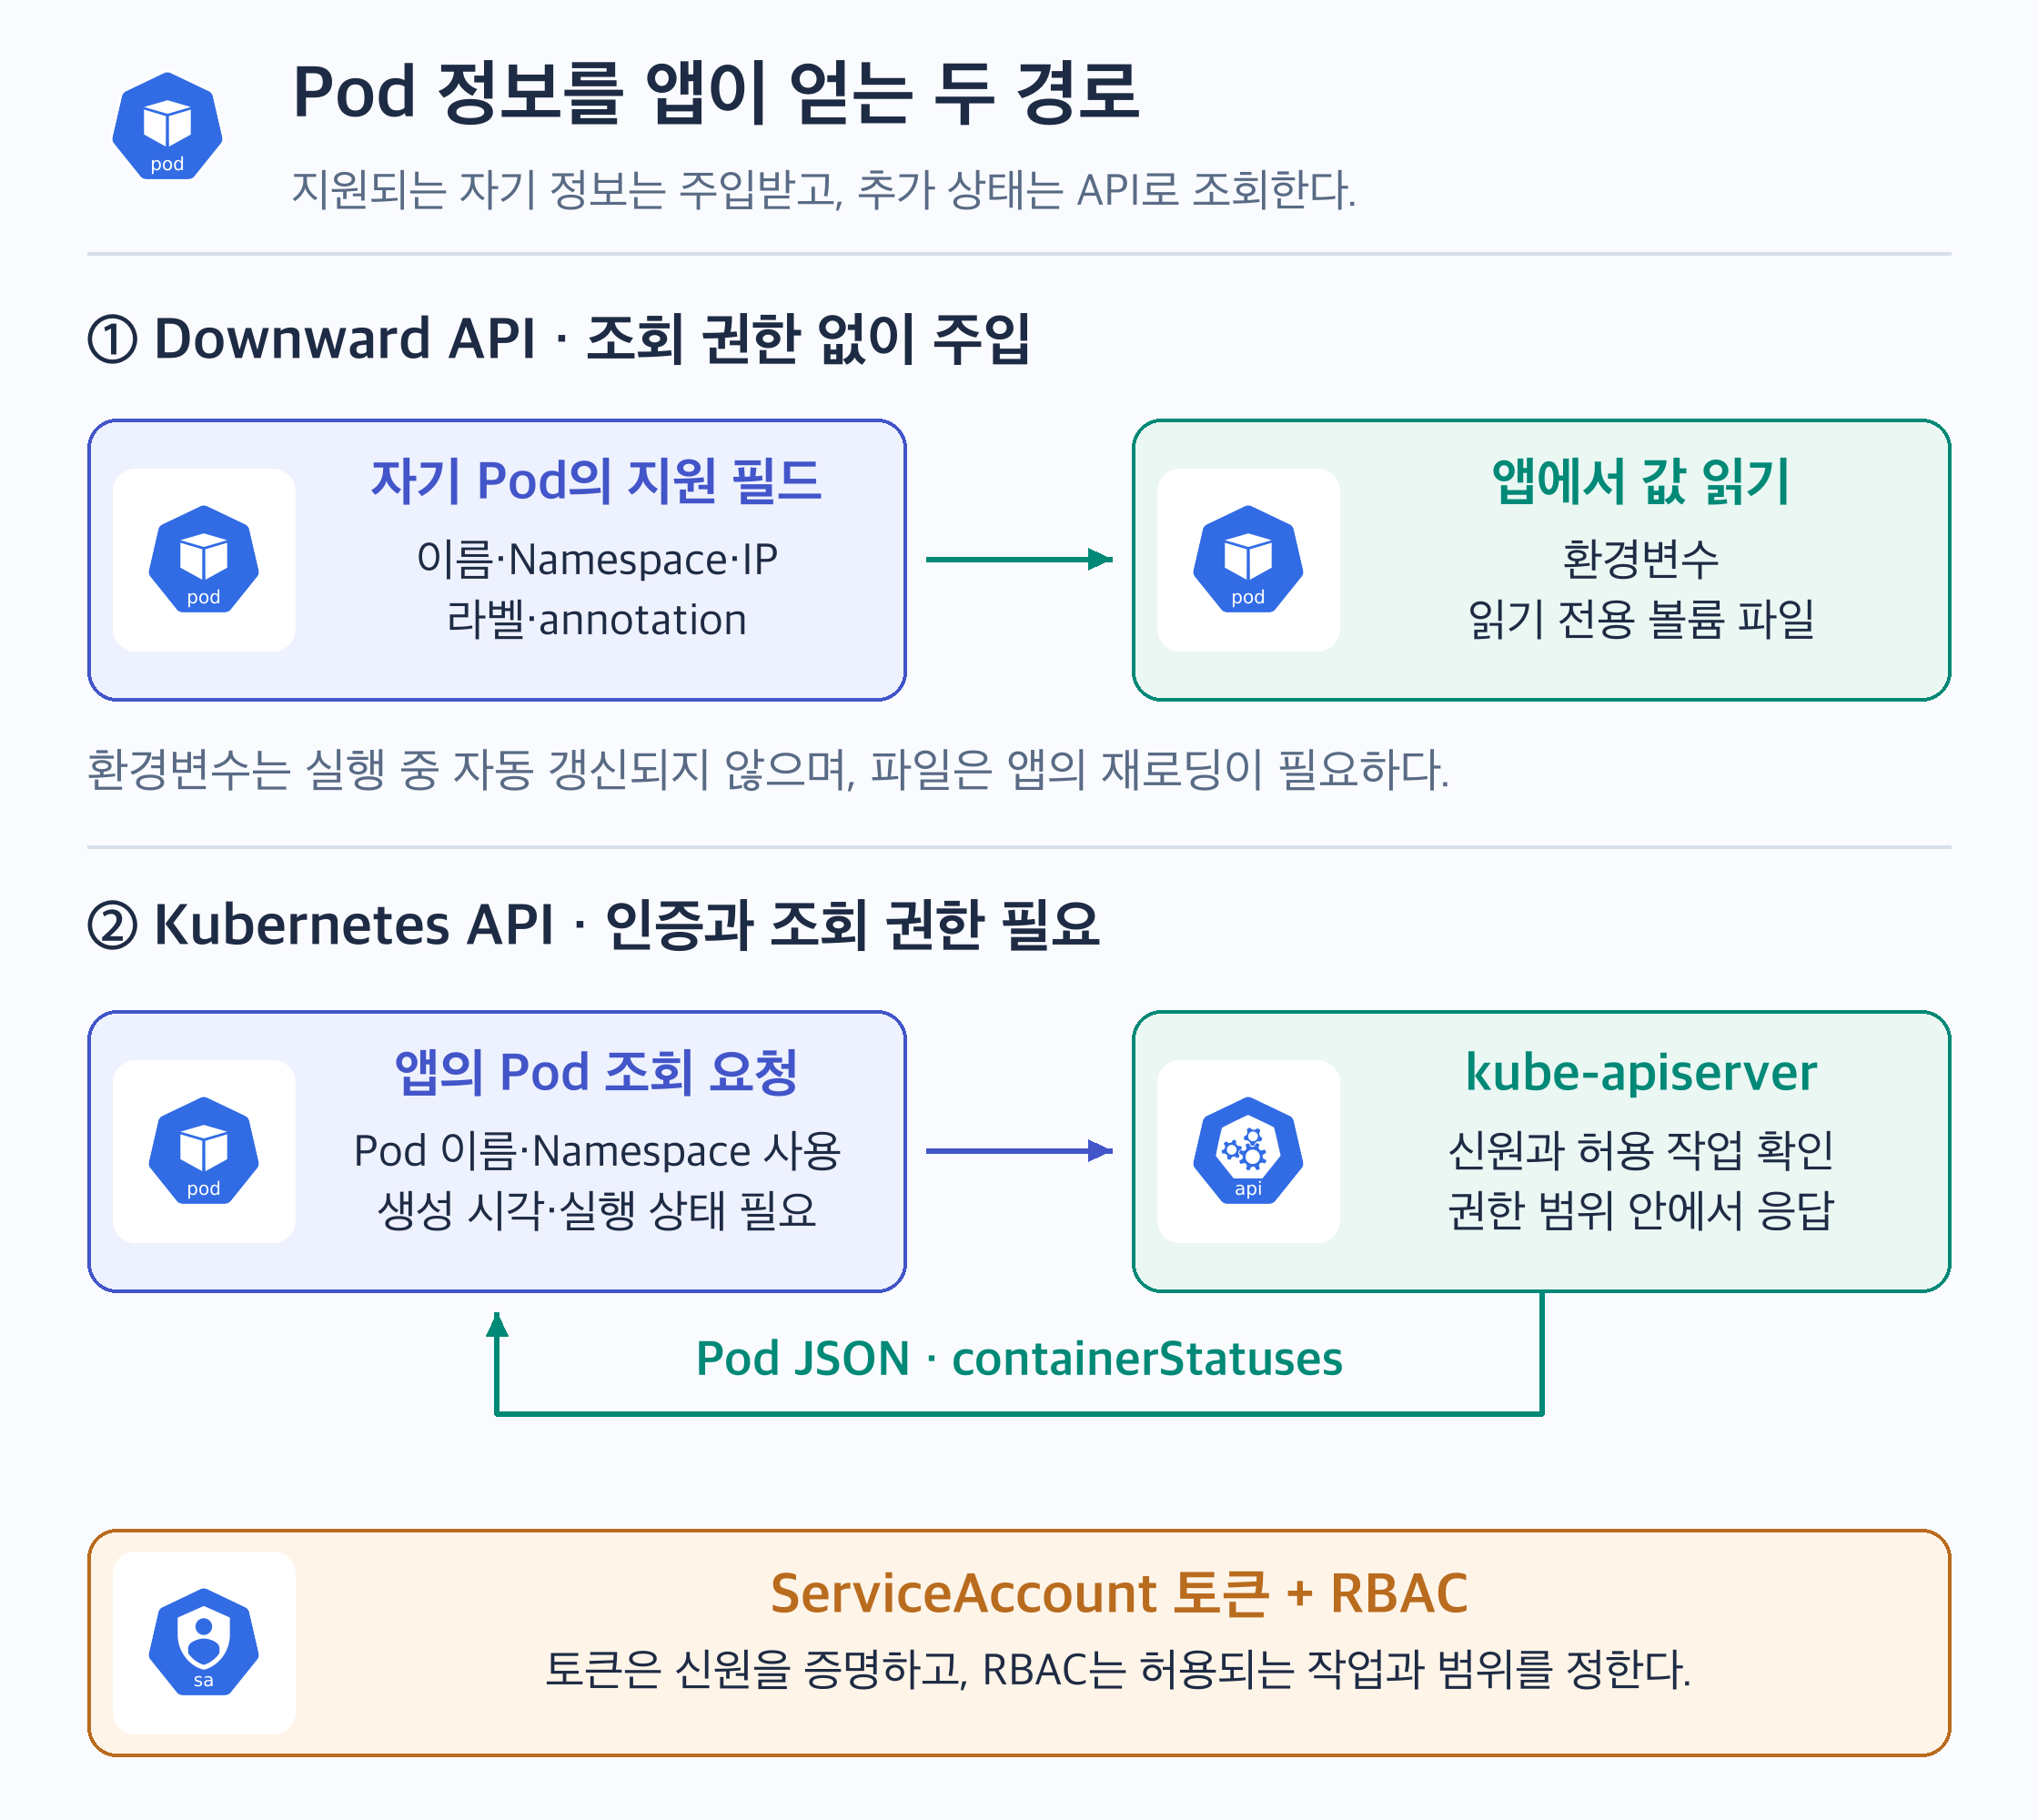 Pod 정보를 앱이 얻는 두 경로
지원되는 자기 정보는 주입받고, 추가 상태는 API로 조회한다.
pod
① Downward API · 조회 권한 없이 주입
자기 Pod의 지원 필드
이름·Namespace·IP
라벨·annotation
pod
앱에서 값 읽기
환경변수
읽기 전용 볼륨 파일
pod
환경변수는 실행 중 자동 갱신되지 않으며, 파일은 앱의 재로딩이 필요하다.
② Kubernetes API · 인증과 조회 권한 필요
앱의 Pod 조회 요청
Pod 이름·Namespace 사용
생성 시각·실행 상태 필요
pod
kube-apiserver
신원과 허용 작업 확인
권한 범위 안에서 응답
api
Pod JSON · containerStatuses
ServiceAccount 토큰 + RBAC
토큰은 신원을 증명하고, RBAC는 허용되는 작업과 범위를 정한다.
sa